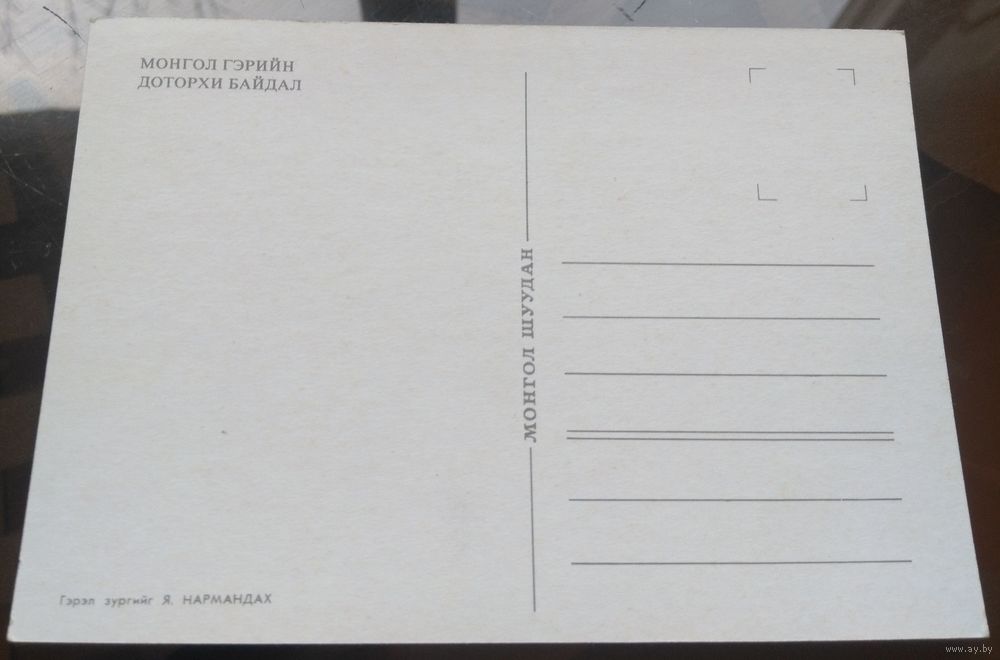 МОНГОЛ ГЭРИЙН
ДОТОРХИ БАЙДАЛ
МОНГОЛ ШУУДАН
Гэрэл зургийг Я. НАРМАНДАХ
www.ay.by